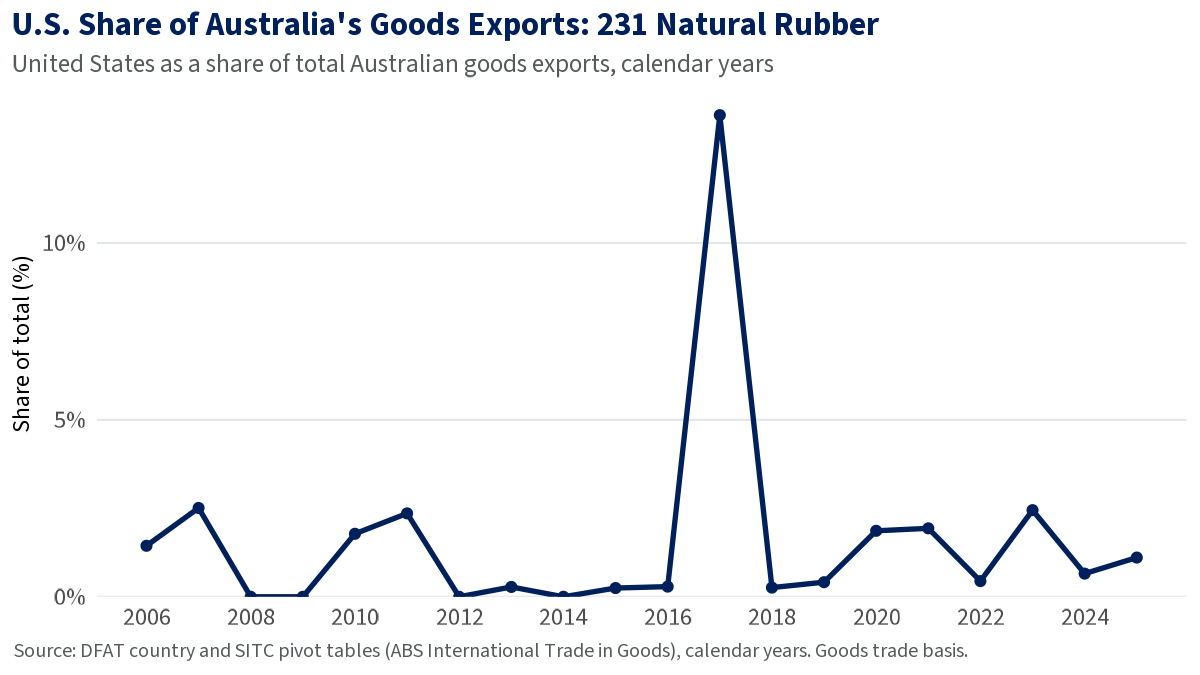 U.S. Share of Australia's Goods Exports: 231 Natural Rubber
United States as a share of total Australian goods exports, calendar years
Share of total (%)
10%
5%
0%
2006 2008 2010 2012 2014 2016 2018 2020 2022 2024
Source: DFAT country and SITC pivot tables (ABS International Trade in Goods), calendar years. Goods trade basis.